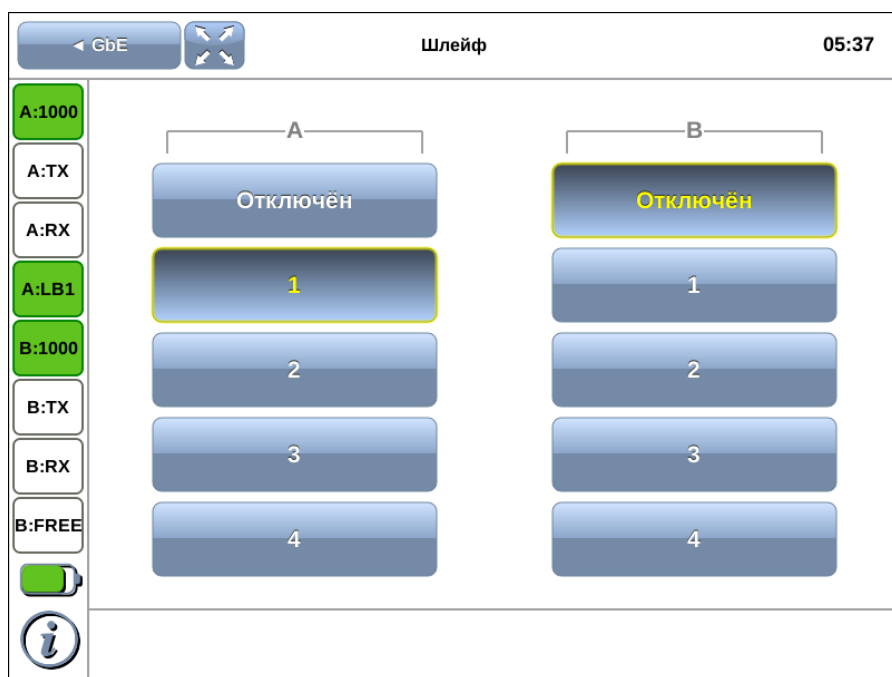 ◄ GbE
Шлейф
05:37
A:1000
A:TX
A:RX
A:LB1
B:1000
B:TX
B:RX
B:FREE
i
A
Отключён
1
2
3
4
B
Отключён
1
2
3
4